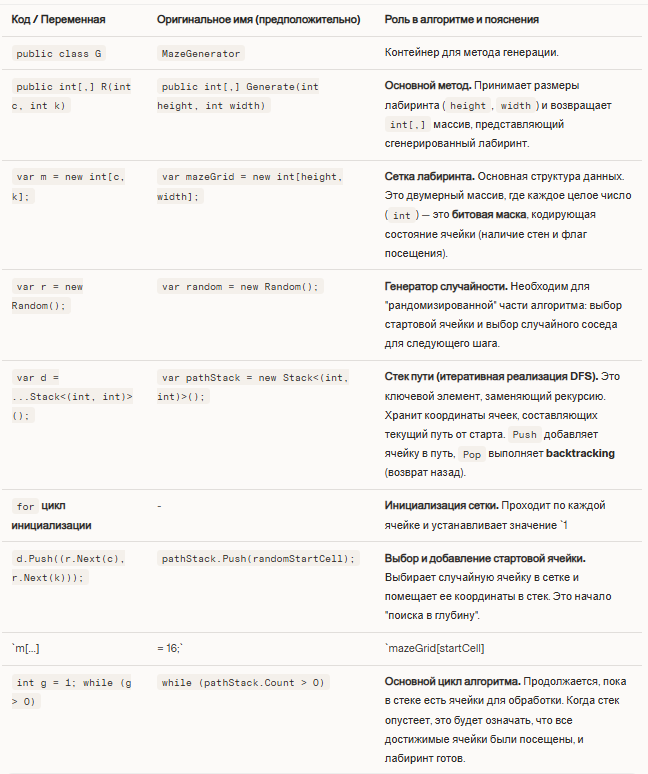 Код / Переменная
Оригинальное имя (предположительно)
Роль в алгоритме и пояснения
public class G
MazeGenerator
Контейнер для метода генерации.
public int[,] R(int
c, int k)
public int[,] Generate(int
height, int width)
Основной метод. Принимает размеры
лабиринта ( height , width ) и возвращает
int[,] массив, представляющий
сгенерированный лабиринт.
var m = new int[c,
k];
var mazeGrid = new int[height,
width];
Сетка лабиринта. Основная структура данных.
Это двумерный массив, где каждое целое число
( int ) — это битовая маска, кодирующая
состояние ячейки (наличие стен и флаг
посещения).
var r = new
Random();
var random = new Random();
Генератор случайности. Необходим для
"рандомизированной" части алгоритма: выбор
стартовой ячейки и выбор случайного соседа
для следующего шага.
var d =
...Stack<(int, int)>
();
var pathStack = new Stack<(int,
int)>();
Стек пути (итеративная реализация DFS). Это
ключевой элемент, заменяющий рекурсию.
Хранит координаты ячеек, составляющих
текущий путь от старта. Push добавляет
ячейку в путь, Pop выполняет backtracking
(возврат назад).
for цикл
инициализации
-
Инициализация сетки. Проходит по каждой
ячейке и устанавливает значение `1
d.Push((r.Next(c),
r.Next(k)));
pathStack.Push(randomStartCell);
Выбор и добавление стартовой ячейки.
Выбирает случайную ячейку в сетке и
помещает ее координаты в стек. Это начало
"поиска в глубину".
`m[...]
= 16;`
`mazeGrid[startCell]
int g = 1; while (g
> 0)
while (pathStack.Count > 0)
Основной цикл алгоритма. Продолжается, пока
в стеке есть ячейки для обработки. Когда стек
опустеет, это будет означать, что все
достижимые ячейки были посещены, и
лабиринт готов.